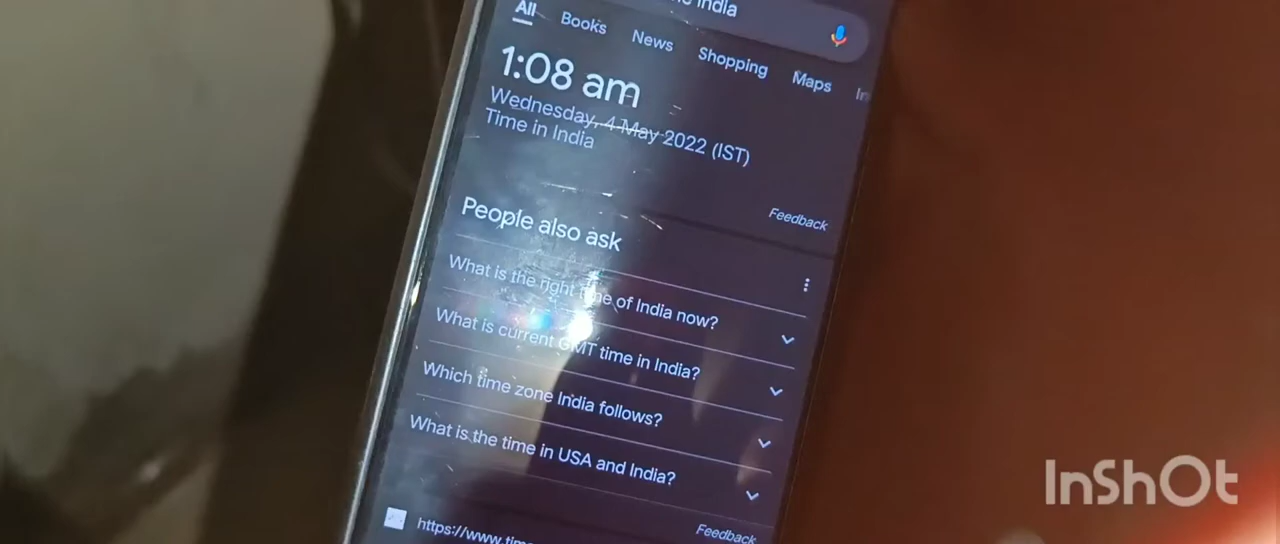 India
All Books News Shopping Maps
1:08 am
Wednesday, 4 May 2022 (IST)
Time in India
Feedback
People also ask
What is the right time of India now?
What is current GMT time in India?
Which time zone India follows?
What is the time in USA and India?
Feedback
https://www.time
InShOt